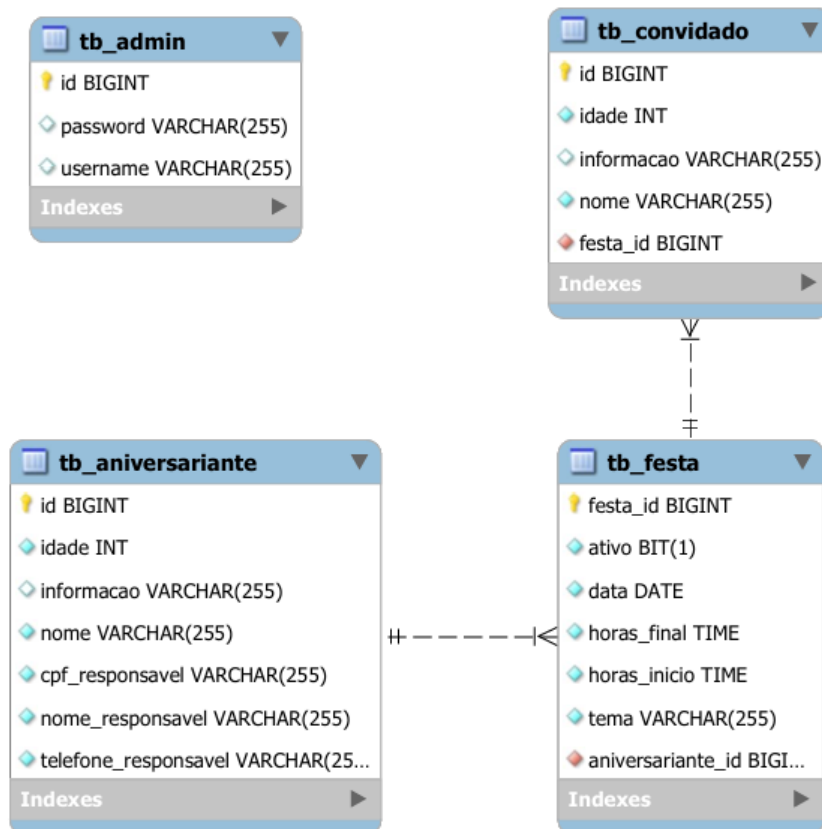 tb_admin
id BIGINT
password VARCHAR(255)
username VARCHAR(255)
Indexes
tb_convidado
id BIGINT
idade INT
informacao VARCHAR(255)
nome VARCHAR(255)
festa_id BIGINT
Indexes
tb_aniversariante
id BIGINT
idade INT
informacao VARCHAR(255)
nome VARCHAR(255)
cpf_responsavel VARCHAR(255)
nome_responsavel VARCHAR(255)
telefone_responsavel VARCHAR(25...
Indexes
tb_festa
festa_id BIGINT
ativo BIT(1)
data DATE
horas_final TIME
horas_inicio TIME
tema VARCHAR(255)
aniversariante_id BIGI...
Indexes